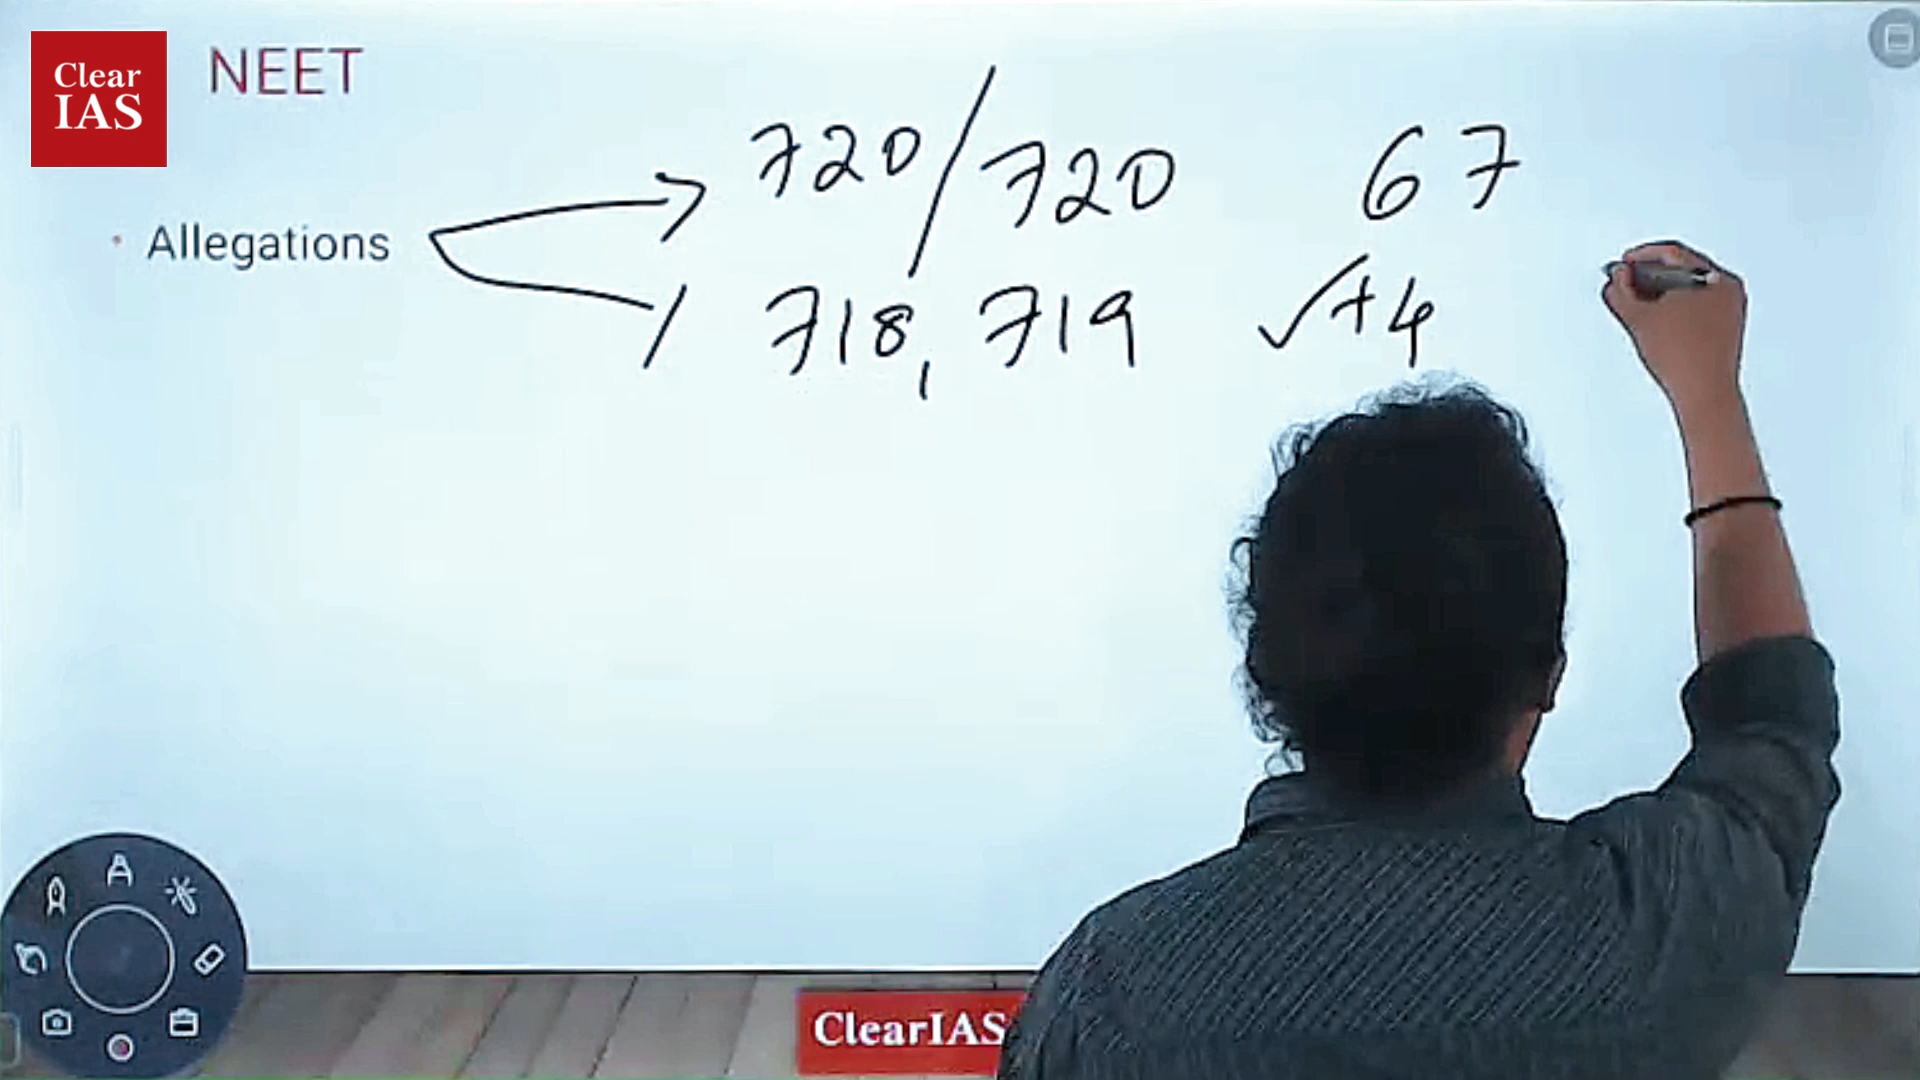 Clear
IAS
NEET
Allegations
720/720 67
718, 719 ✓+4
ClearIAS